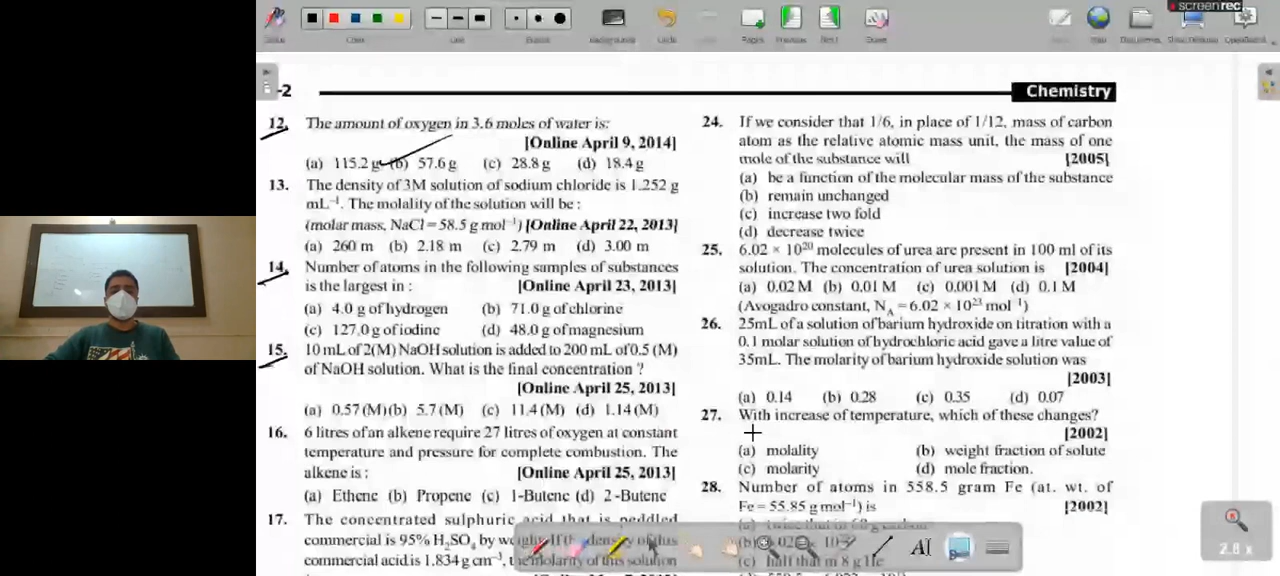 screenrec
-2
Chemistry
12. The amount of oxygen in 3.6 moles of water is:
[Online April 9, 2014]
(a) 115.2 g (b) 57.6 g (c) 28.8 g (d) 18.4 g
13. The density of 3M solution of sodium chloride is 1.252 g
mL⁻¹. The molality of the solution will be :
(molar mass, NaCl = 58.5 g mol⁻¹) [Online April 22, 2013]
(a) 260 m (b) 2.18 m (c) 2.79 m (d) 3.00 m
14. Number of atoms in the following samples of substances
is the largest in : [Online April 23, 2013]
(a) 4.0 g of hydrogen (b) 71.0 g of chlorine
(c) 127.0 g of iodine (d) 48.0 g of magnesium
15. 10 mL of 2(M) NaOH solution is added to 200 mL of 0.5 (M)
of NaOH solution. What is the final concentration ?
[Online April 25, 2013]
(a) 0.57 (M) (b) 5.7 (M) (c) 11.4 (M) (d) 1.14 (M)
16. 6 litres of an alkene require 27 litres of oxygen at constant
temperature and pressure for complete combustion. The
alkene is : [Online April 25, 2013]
(a) Ethene (b) Propene (c) 1-Butene (d) 2-Butene
17. The concentrated sulphuric acid that is peddled
commercial is 95% H₂SO₄ by weight. If the density of this
commercial acid is 1.834 g cm⁻³, the molarity of this solution
24. If we consider that 1/6, in place of 1/12, mass of carbon
atom as the relative atomic mass unit, the mass of one
mole of the substance will [2005]
(a) be a function of the molecular mass of the substance
(b) remain unchanged
(c) increase two fold
(d) decrease twice
25. 6.02 × 10²⁰ molecules of urea are present in 100 ml of its
solution. The concentration of urea solution is [2004]
(a) 0.02 M (b) 0.01 M (c) 0.001 M (d) 0.1 M
(Avogadro constant, N_A = 6.02 × 10²³ mol⁻¹)
26. 25mL of a solution of barium hydroxide on titration with a
0.1 molar solution of hydrochloric acid gave a litre value of
35mL. The molarity of barium hydroxide solution was
[2003]
(a) 0.14 (b) 0.28 (c) 0.35 (d) 0.07
27. With increase of temperature, which of these changes?
[2002]
(a) molality (b) weight fraction of solute
(c) molarity (d) mole fraction.
28. Number of atoms in 558.5 gram Fe (at. wt. of
Fe = 55.85 g mol⁻¹) is [2002]
(c) half that in 8 g He
2.8 x